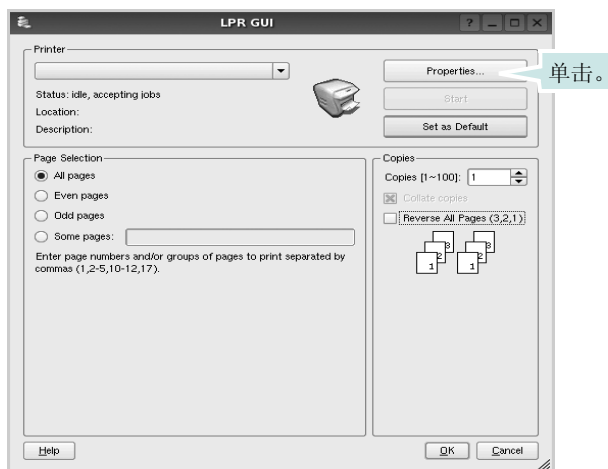 LPR GUI
Printer
Properties...
单击。
Status: idle, accepting jobs
Start
Location:
Description:
Set as Default
Page Selection
Copies
All pages
Copies [1~100]: 1
Even pages
Collate copies
Odd pages
Reverse All Pages (3,2,1)
Some pages:
Enter page numbers and/or groups of pages to print separated by
commas (1,2-5,10-12,17).
3 3
2 2
1 1
Help
OK
Cancel